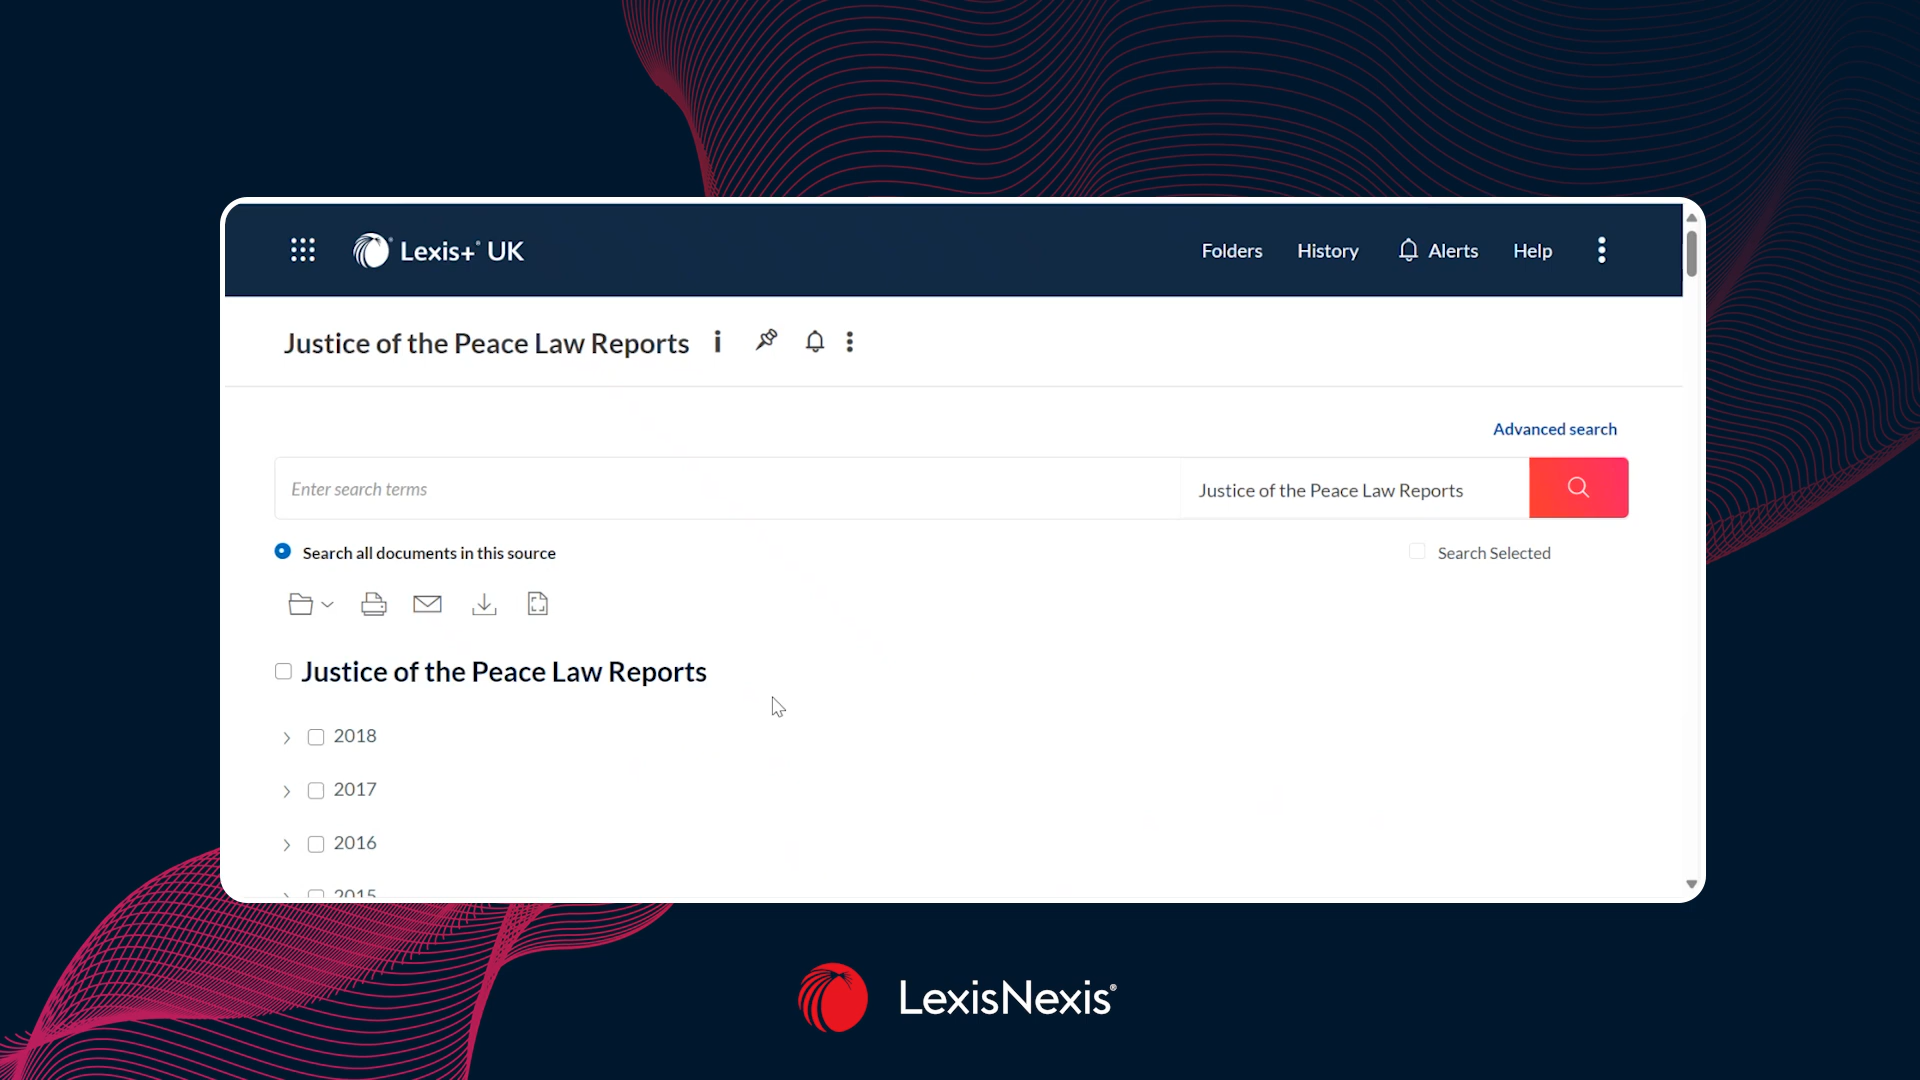 Lexis+® UK
Folders
History
Alerts
Help
Justice of the Peace Law Reports
Advanced search
Enter search terms
Justice of the Peace Law Reports
Search all documents in this source
Search Selected
Justice of the Peace Law Reports
2018
2017
2016
2015
LexisNexis®